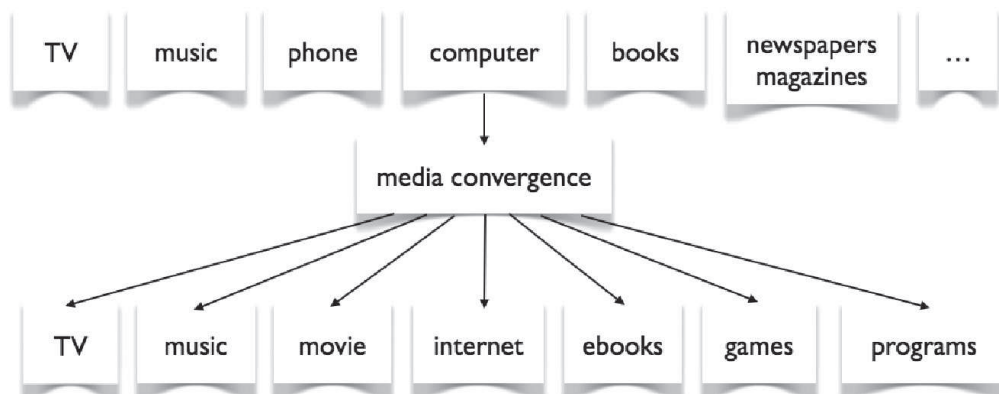 TV
music
phone
computer
books
newspapers
magazines
...
media convergence
TV
music
movie
internet
ebooks
games
programs